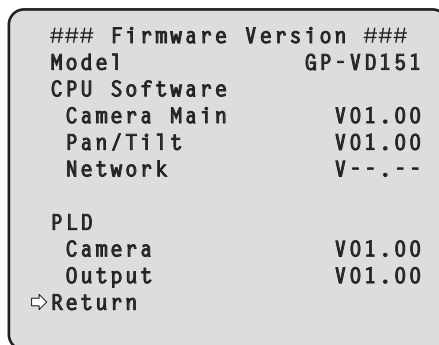 ### Firmware Version ###
Model GP-VD151
CPU Software
Camera Main V01.00
Pan/Tilt V01.00
Network V--.--
PLD
Camera V01.00
Output V01.00
⇨Return